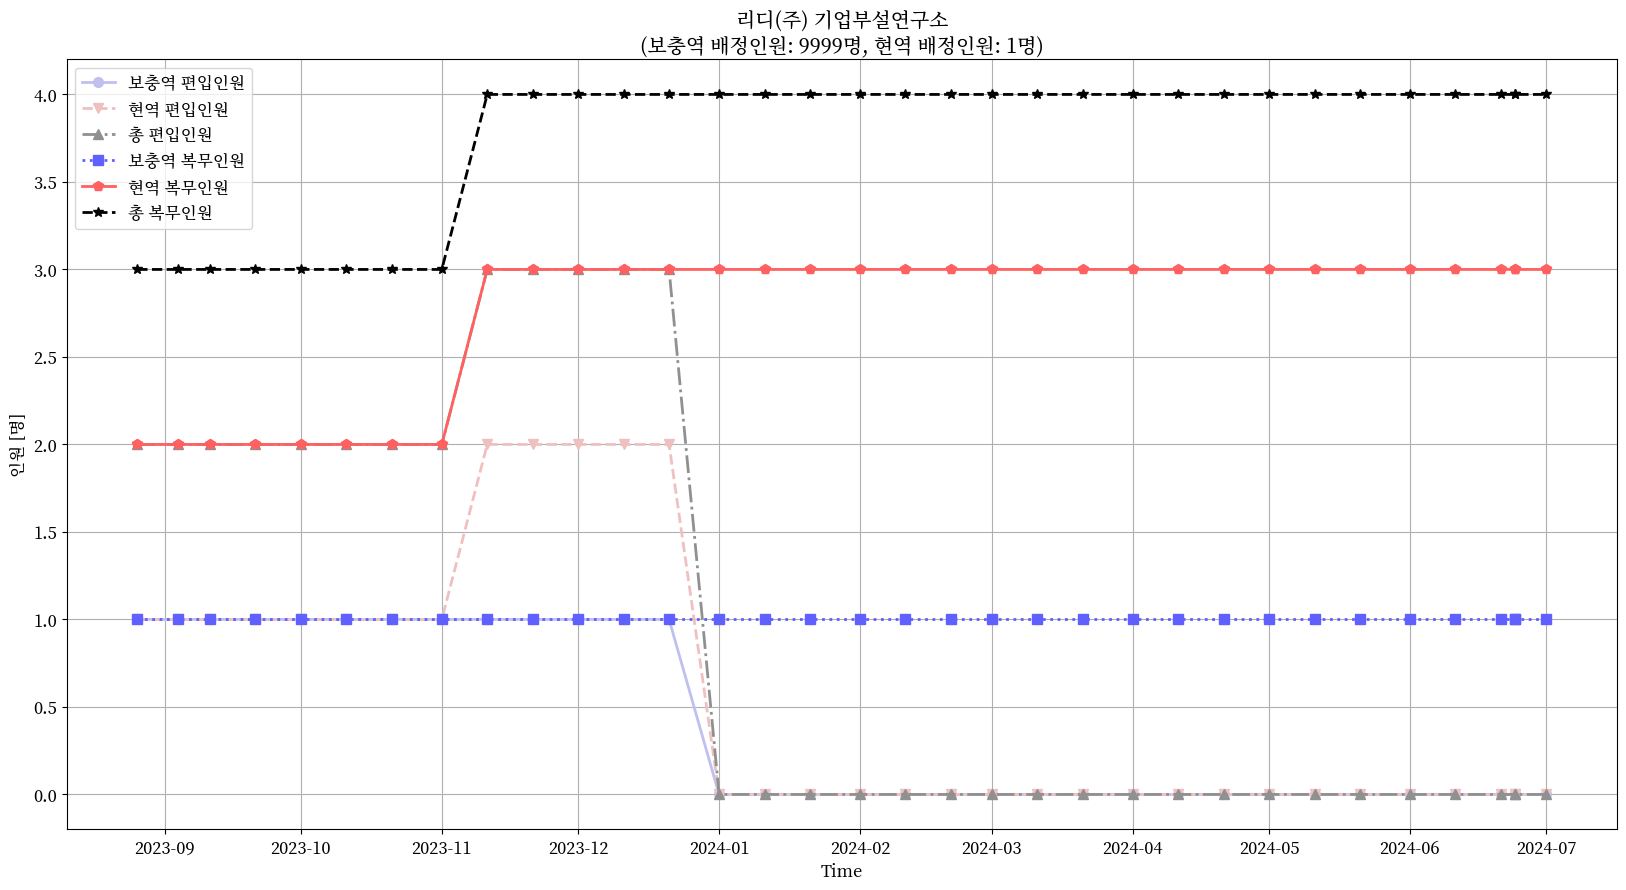 리디(주) 기업부설연구소
(보충역 배정인원: 9999명, 현역 배정인원: 1명)
보충역 편입인원
현역 편입인원
총 편입인원
보충역 복무인원
현역 복무인원
총 복무인원
4.0
3.5
3.0
2.5
2.0
1.5
1.0
0.5
0.0
인원 [명]
2023-09 2023-10 2023-11 2023-12 2024-01 2024-02 2024-03 2024-04 2024-05 2024-06 2024-07
Time